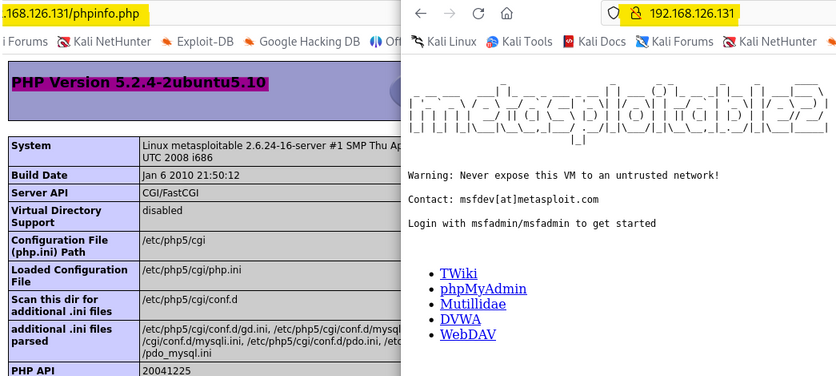 .168.126.131/phpinfo.php
i Forums Kali NetHunter Exploit-DB Google Hacking DB Off
PHP Version 5.2.4-2ubuntu5.10
System Linux metasploitable 2.6.24-16-server #1 SMP Thu Ap
UTC 2008 i686
Build Date Jan 6 2010 21:50:12
Server API CGI/FastCGI
Virtual Directory Support disabled
Configuration File (php.ini) Path /etc/php5/cgi
Loaded Configuration File /etc/php5/cgi/php.ini
Scan this dir for additional .ini files /etc/php5/cgi/conf.d
additional .ini files parsed /etc/php5/cgi/conf.d/gd.ini, /etc/php5/cgi/conf.d/mysql
/cgi/conf.d/mysqli.ini, /etc/php5/cgi/conf.d/pdo.ini, /etc
/pdo_mysql.ini
PHP API 20041225
192.168.126.131
Kali Linux Kali Tools Kali Docs Kali Forums Kali NetHunter
metasploitable2
Warning: Never expose this VM to an untrusted network!
Contact: msfdev[at]metasploit.com
Login with msfadmin/msfadmin to get started
TWiki
phpMyAdmin
Mutillidae
DVWA
WebDAV